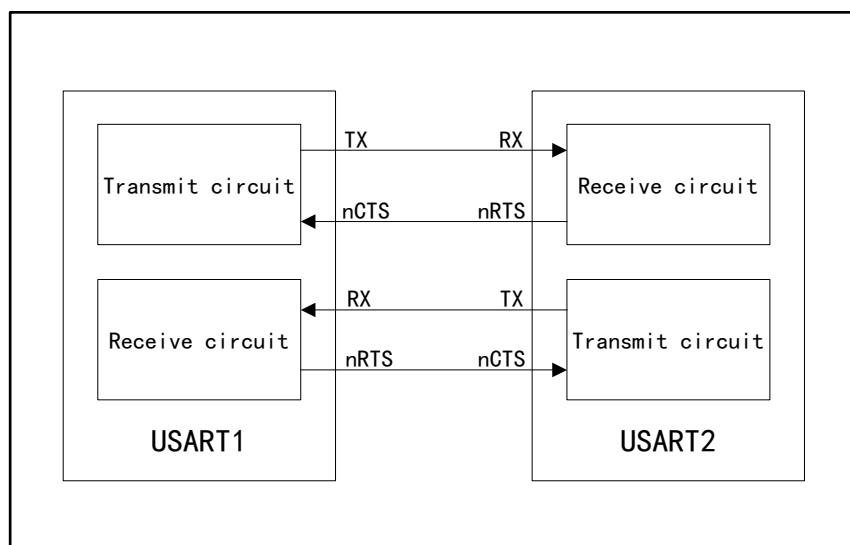 TX RX
Transmit circuit Receive circuit
nCTS nRTS
RX TX
Receive circuit Transmit circuit
nRTS nCTS
USART1 USART2